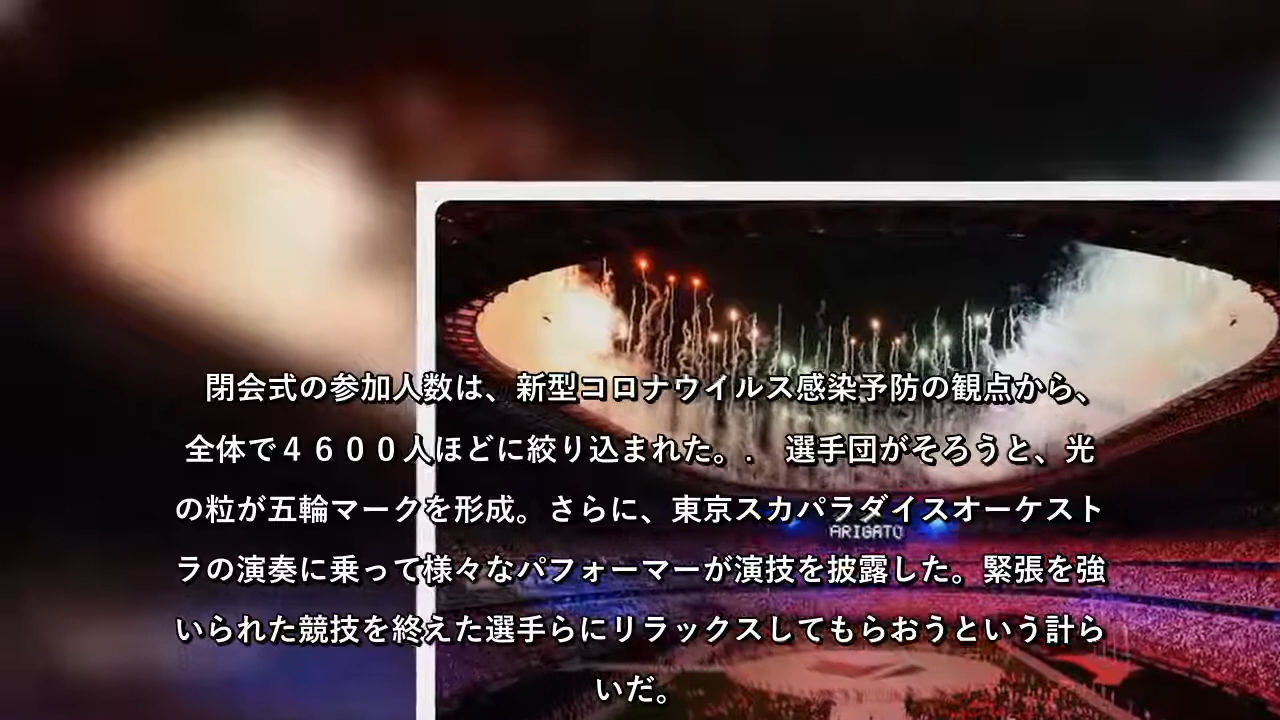 閉会式の参加人数は、新型コロナウイルス感染予防の観点から、
全体で４６００人ほどに絞り込まれた。.　選手団がそろうと、光
の粒が五輪マークを形成。さらに、東京スカパラダイスオーケスト
ARIGATO
ラの演奏に乗って様々なパフォーマーが演技を披露した。緊張を強
いられた競技を終えた選手らにリラックスしてもらおうという計ら
いだ。